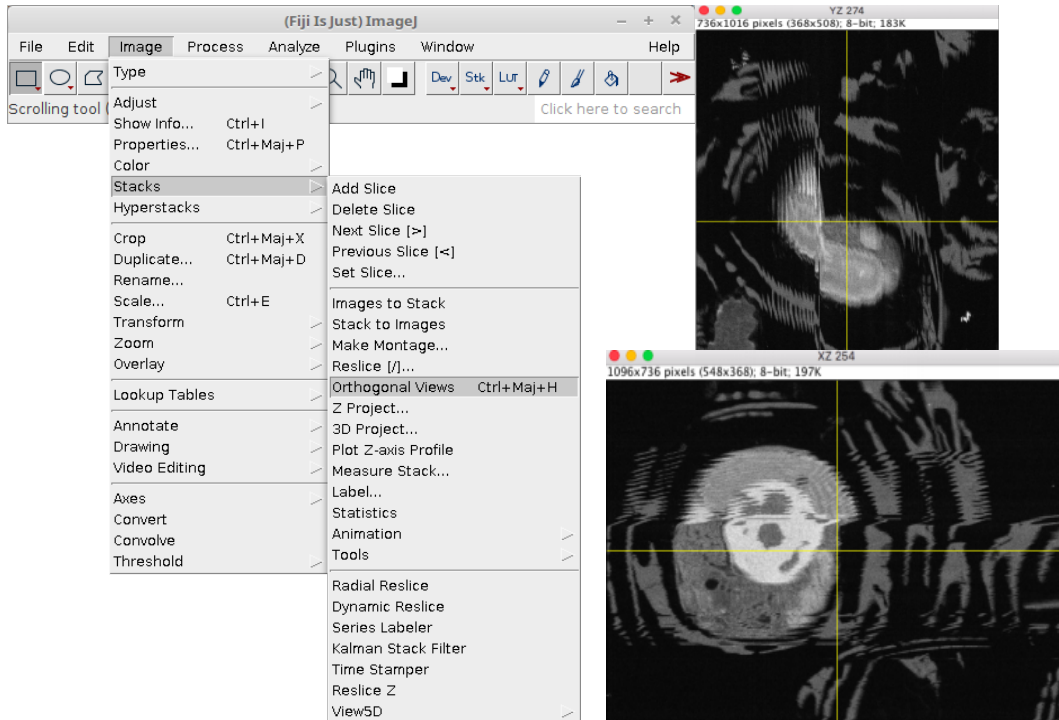 (Fiji Is Just) ImageJ
File Edit Image Process Analyze Plugins Window Help
Dev Stk LUT
Scrolling tool (
Click here to search
Type
Adjust
Show Info... Ctrl+I
Properties... Ctrl+Maj+P
Color
Stacks
Hyperstacks
Crop Ctrl+Maj+X
Duplicate... Ctrl+Maj+D
Rename...
Scale... Ctrl+E
Transform
Zoom
Overlay
Lookup Tables
Annotate
Drawing
Video Editing
Axes
Convert
Convolve
Threshold
Add Slice
Delete Slice
Next Slice [>]
Previous Slice [<]
Set Slice...
Images to Stack
Stack to Images
Make Montage...
Reslice [/]...
Orthogonal Views Ctrl+Maj+H
Z Project...
3D Project...
Plot Z-axis Profile
Measure Stack...
Label...
Statistics
Animation
Tools
Radial Reslice
Dynamic Reslice
Series Labeler
Kalman Stack Filter
Time Stamper
Reslice Z
View5D
YZ 274
736x1016 pixels (368x508); 8-bit; 183K
XZ 254
1096x736 pixels (548x368); 8-bit; 197K